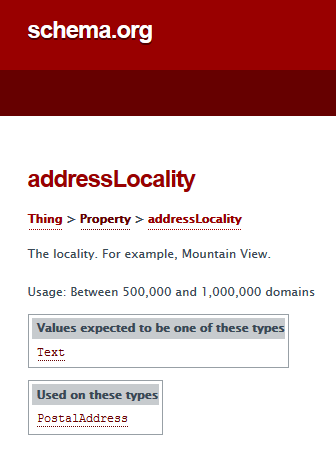 schema.org
addressLocality
Thing > Property > addressLocality
The locality. For example, Mountain View.
Usage: Between 500,000 and 1,000,000 domains
Values expected to be one of these types
Text
Used on these types
PostalAddress